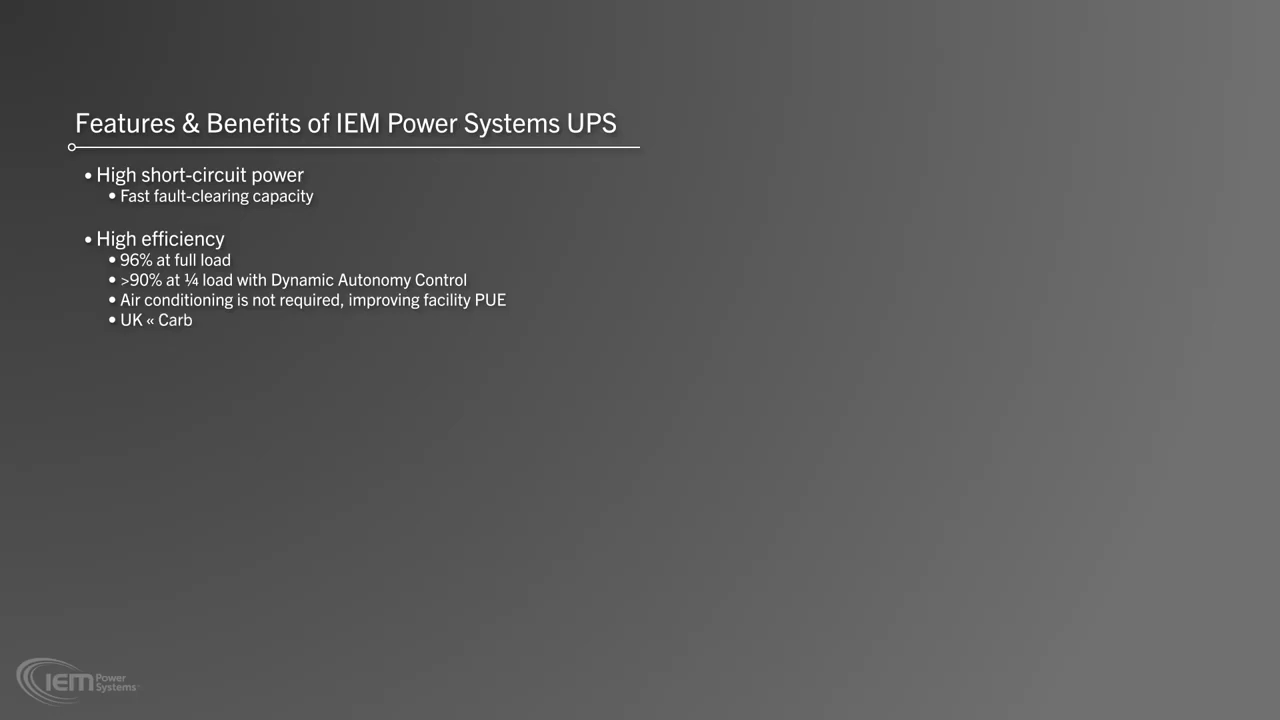 Features & Benefits of IEM Power Systems UPS
• High short-circuit power
• Fast fault-clearing capacity
• High efficiency
• 96% at full load
• >90% at ¼ load with Dynamic Autonomy Control
• Air conditioning is not required, improving facility PUE
• UK « Carb
IEM Power
Systems